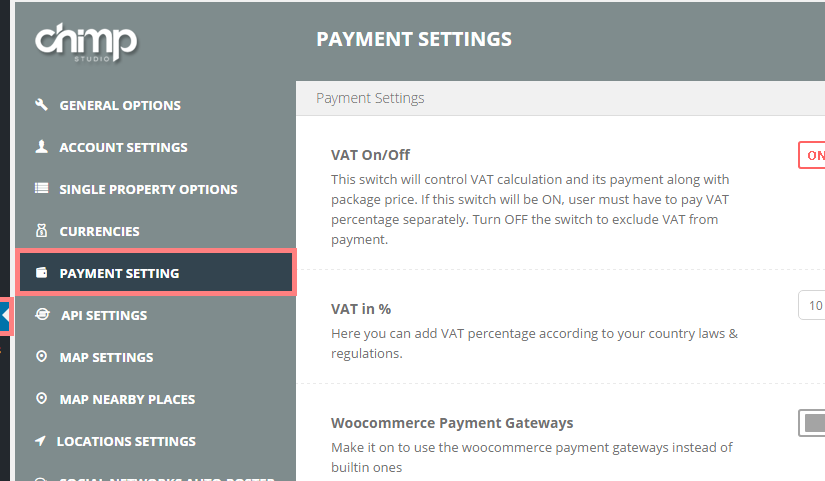 chimp
STUDIO
PAYMENT SETTINGS
GENERAL OPTIONS
ACCOUNT SETTINGS
SINGLE PROPERTY OPTIONS
CURRENCIES
PAYMENT SETTING
API SETTINGS
MAP SETTINGS
MAP NEARBY PLACES
LOCATIONS SETTINGS
SOCIAL NETWORKS AUTO POSTER
Payment Settings
VAT On/Off
ON
This switch will control VAT calculation and its payment along with
package price. If this switch will be ON, user must have to pay VAT
percentage separately. Turn OFF the switch to exclude VAT from
payment.
VAT in %
10
Here you can add VAT percentage according to your country laws &
regulations.
Woocommerce Payment Gateways
Make it on to use the woocommerce payment gateways instead of
builtin ones